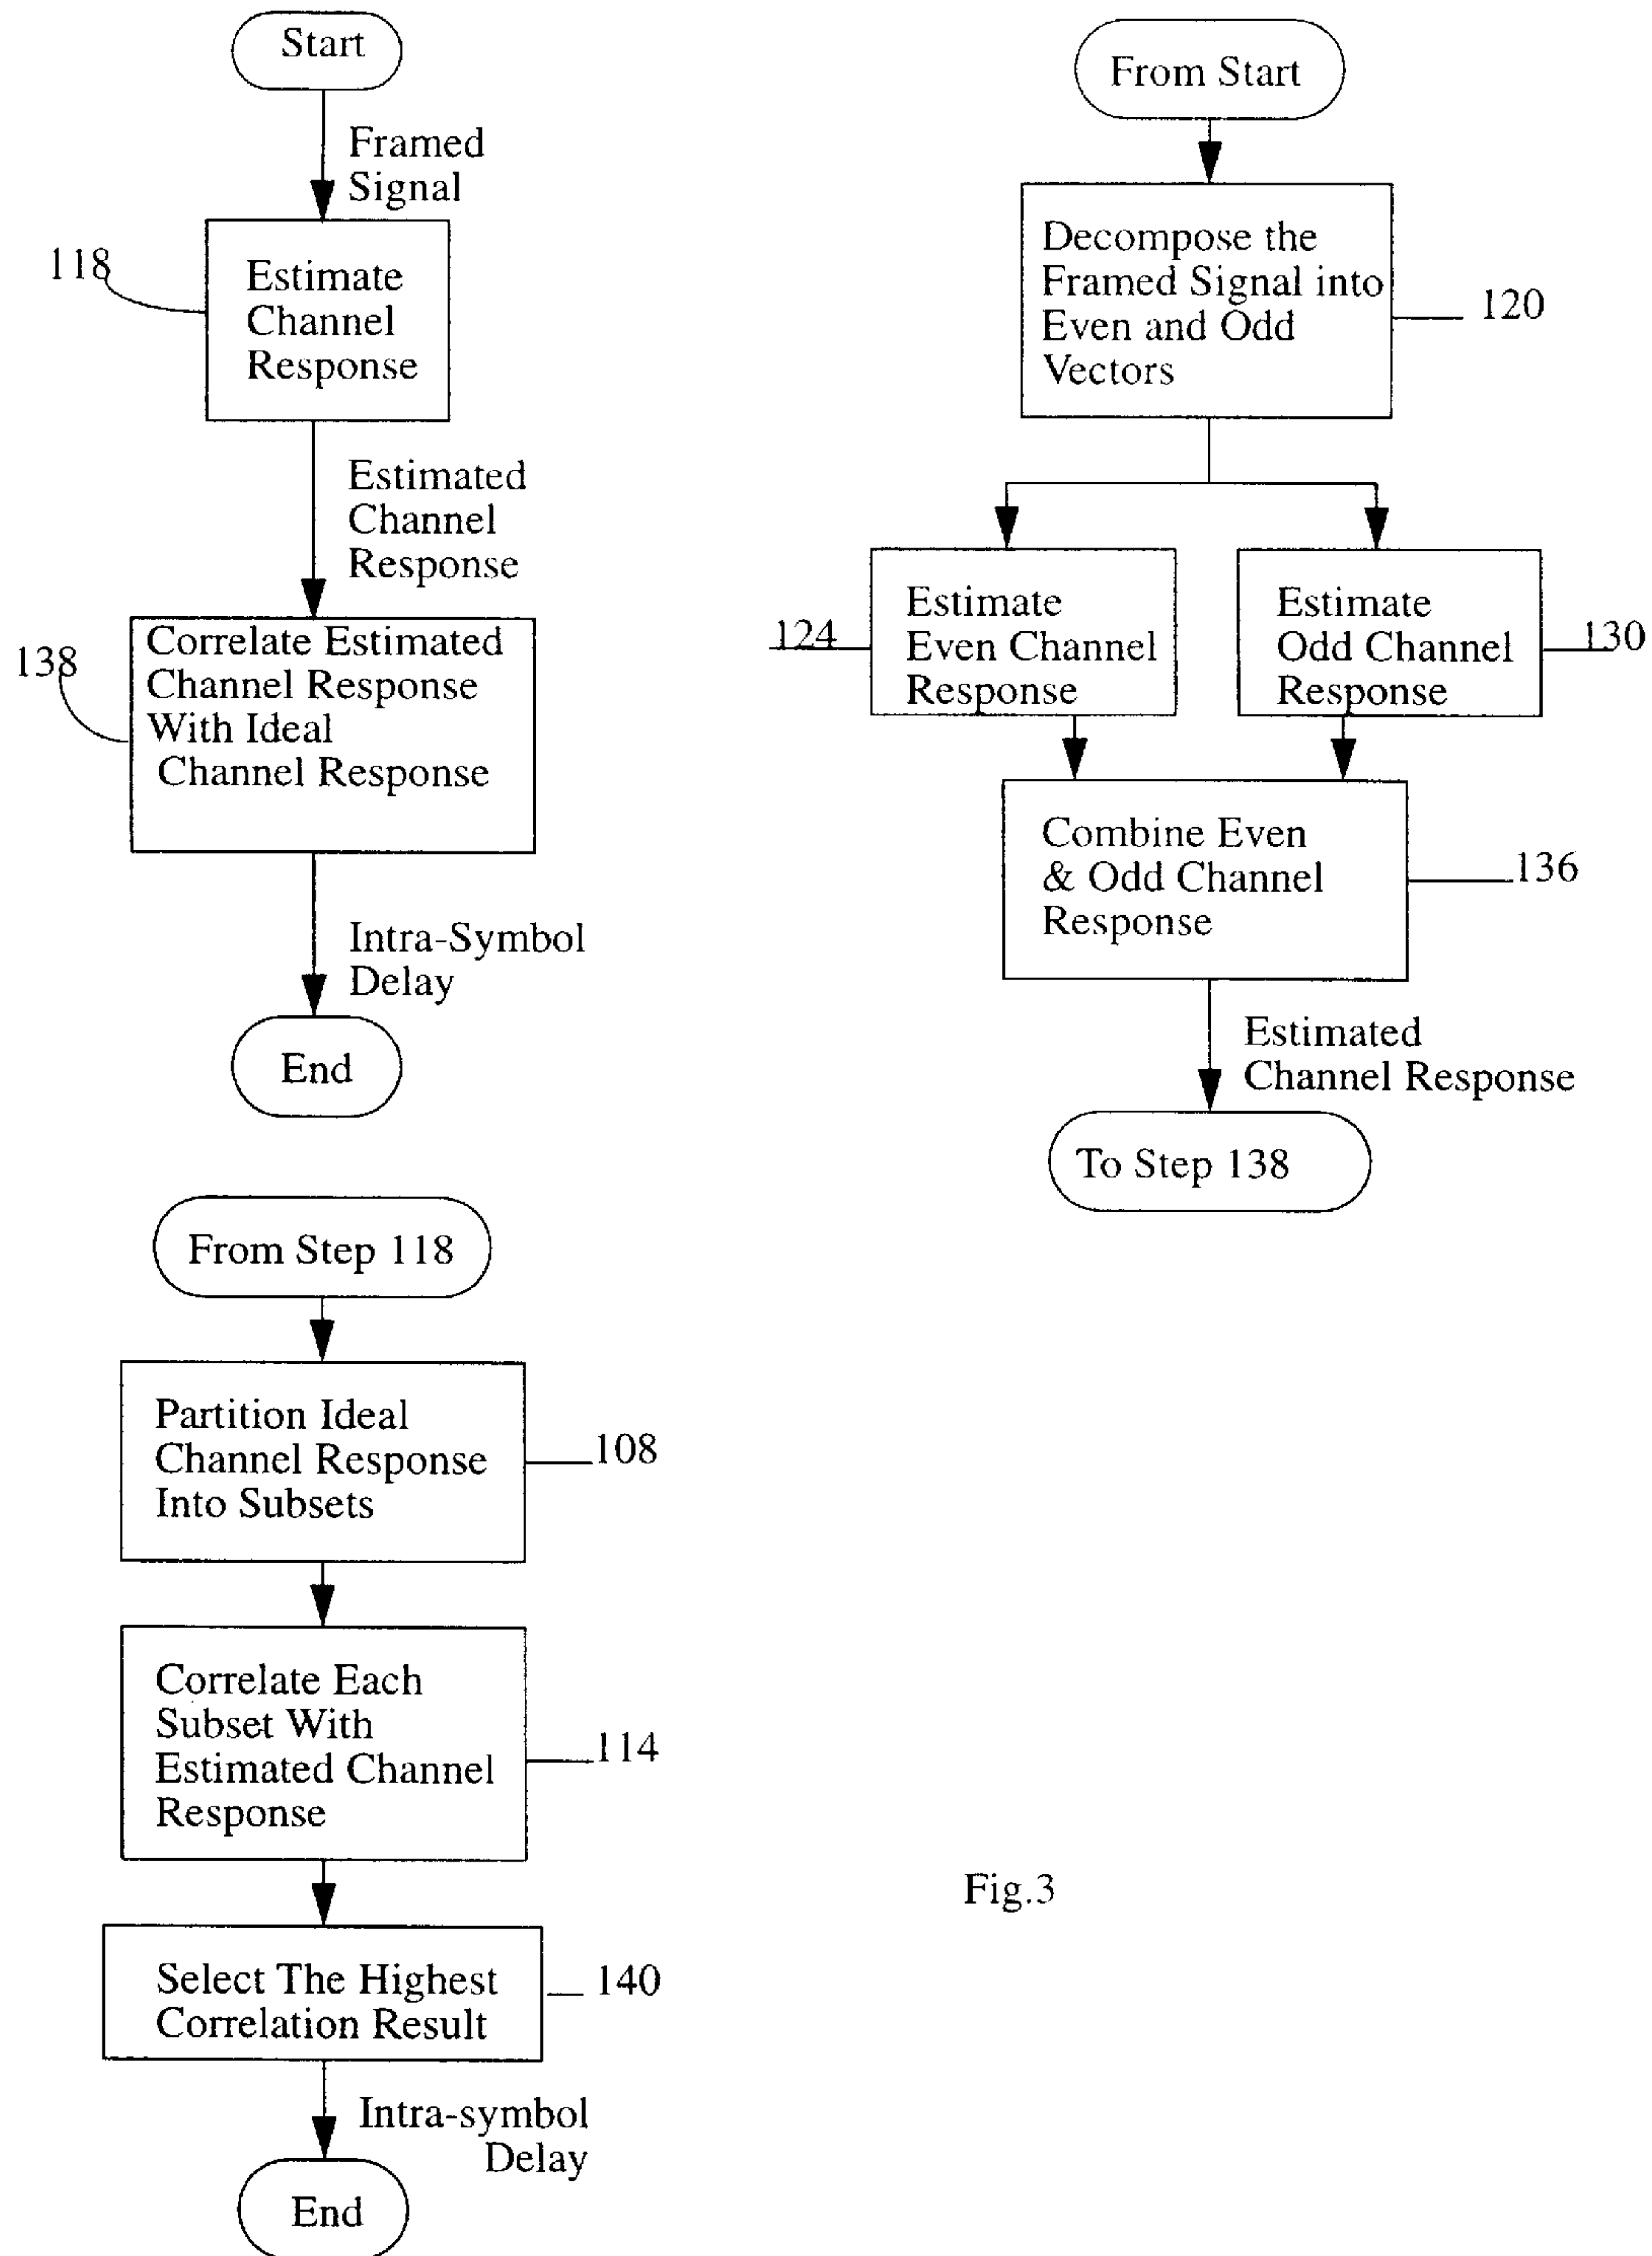 Start
Framed
Signal
118
Estimate
Channel
Response
Estimated
Channel
Response
138
Correlate Estimated
Channel Response
With Ideal
Channel Response
Intra-Symbol
Delay
End
From Start
Decompose the
Framed Signal into
Even and Odd
Vectors
120
124
Estimate
Even Channel
Response
Estimate
Odd Channel
Response
130
Combine Even
& Odd Channel
Response
136
Estimated
Channel Response
To Step 138
From Step 118
Partition Ideal
Channel Response
Into Subsets
108
Correlate Each
Subset With
Estimated Channel
Response
114
Select The Highest
Correlation Result
140
Intra-symbol
Delay
End
Fig.3